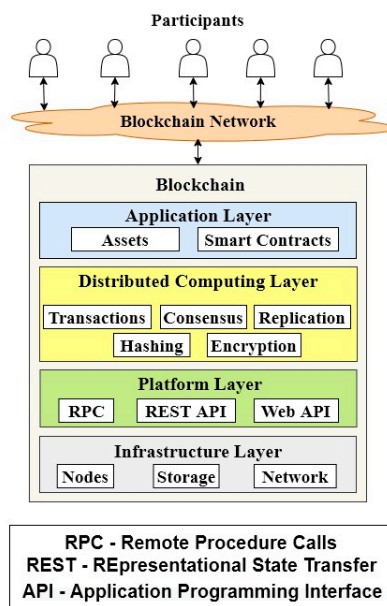 Participants
Blockchain Network
Blockchain
Application Layer
Assets Smart Contracts
Distributed Computing Layer
Transactions Consensus Replication
Hashing Encryption
Platform Layer
RPC REST API Web API
Infrastructure Layer
Nodes Storage Network
RPC - Remote Procedure Calls
REST - REpresentational State Transfer
API - Application Programming Interface